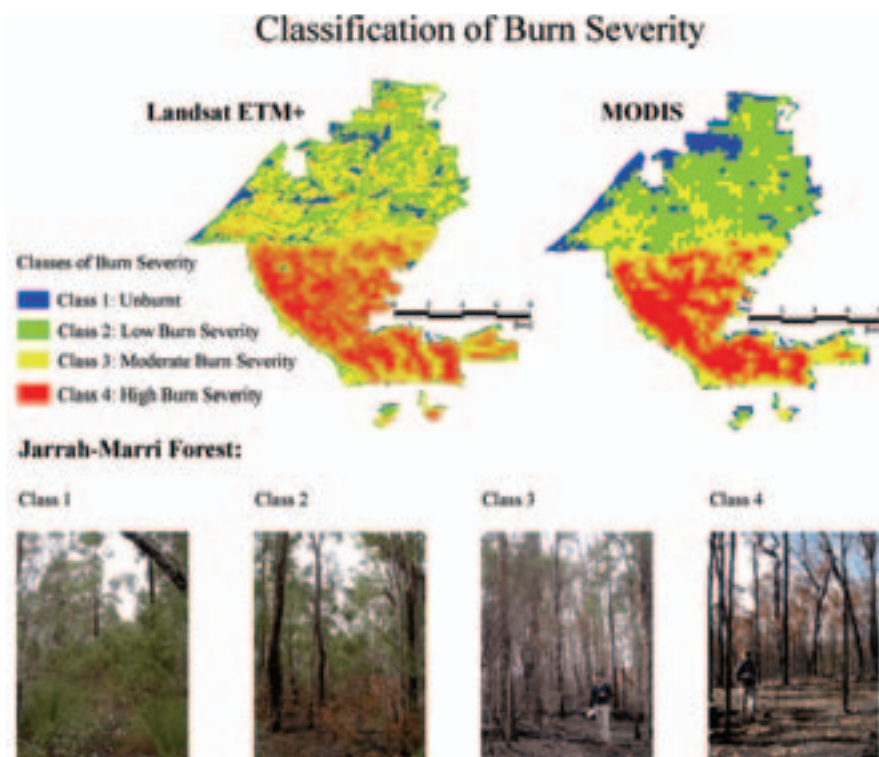 Classification of Burn Severity
Landsat ETM+
MODIS
Classes of Burn Severity
Class 1: Unburnt
Class 2: Low Burn Severity
Class 3: Moderate Burn Severity
Class 4: High Burn Severity
Jarrah-Marri Forest:
Class 1
Class 2
Class 3
Class 4